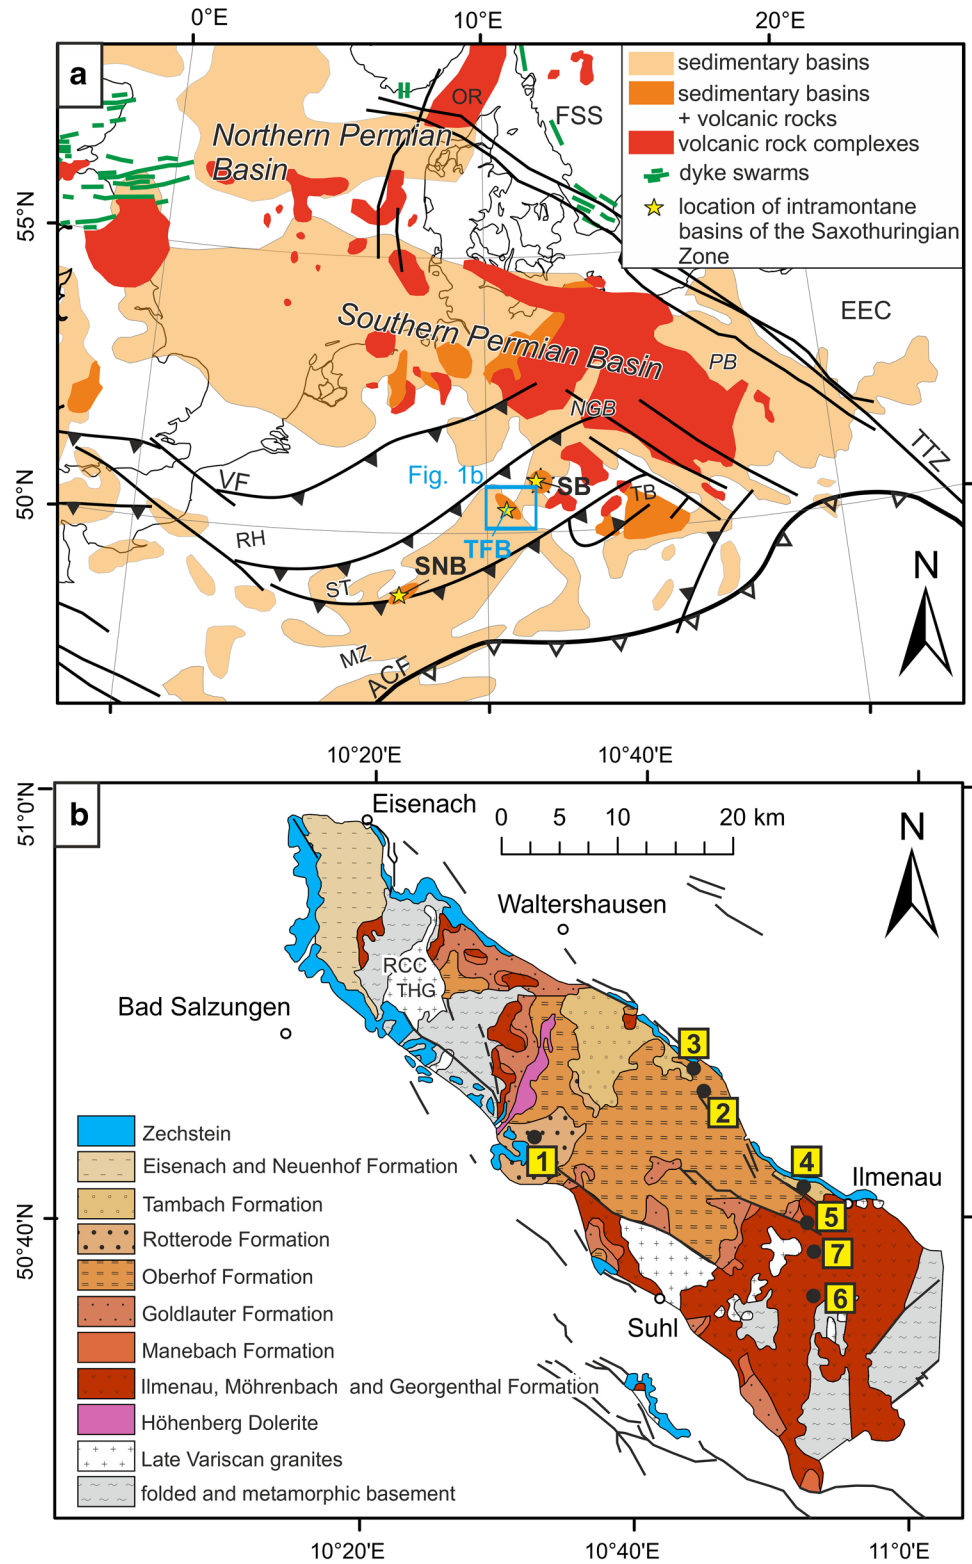 0°E
10°E
20°E
a
OR
FSS
sedimentary basins
sedimentary basins
+ volcanic rocks
volcanic rock complexes
dyke swarms
location of intramontane
basins of the Saxothuringian
Zone
Northern Permian
Basin
55°N
EEC
Southern Permian Basin
PB
NGB
TTZ
VF
Fig. 1b
SB
TB
50°N
RH
TFB
SNB
ST
N
MZ
ACF
10°20'E
10°40'E
51°0'N
b
Eisenach
0
5
10
20 km
N
Waltershausen
RCC
THG
Bad Salzungen
3
2
1
4
Ilmenau
5
7
6
50°40'N
Suhl
Zechstein
Eisenach and Neuenhof Formation
Tambach Formation
Rotterode Formation
Oberhof Formation
Goldlauter Formation
Manebach Formation
Ilmenau, Möhrenbach and Georgenthal Formation
Höhenberg Dolerite
Late Variscan granites
folded and metamorphic basement
10°20'E
10°40'E
11°0'E